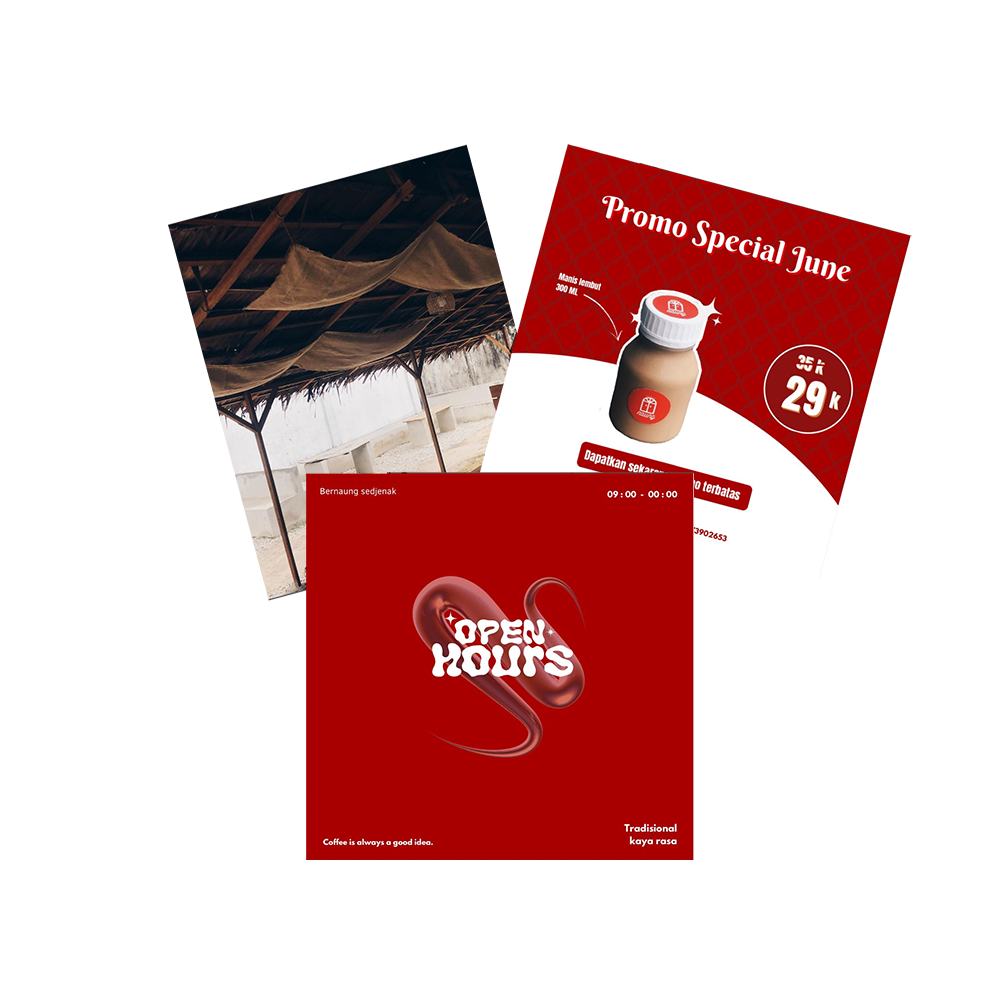 Promo Special June
Manis lembut
300 ML
35 k
29 k
Dapatkan terbatas
3902653
Bernaung sedjenak
09:00 - 00:00
OPEN
HOURS
Coffee is always a good idea.
Tradisional
kaya rasa